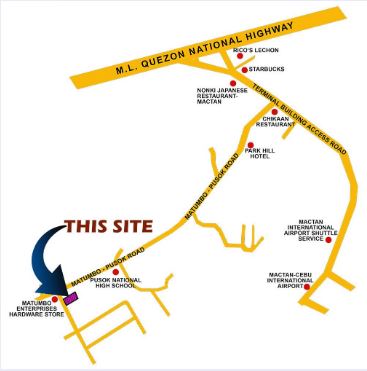 M.L. QUEZON NATIONAL HIGHWAY
RICO'S LECHON
STARBUCKS
NONKI JAPANESE
RESTAURANT-
MACTAN
TERMINAL BUILDING ACCESS ROAD
CHIKAAN
RESTAURANT
PARK HILL
HOTEL
MATUMBO - PUSOK ROAD
MACTAN
INTERNATIONAL
AIRPORT SHUTTLE
SERVICE
THIS SITE
MATUMBO - PUSOK ROAD
PUSOK NATIONAL
HIGH SCHOOL
MACTAN-CEBU
INTERNATIONAL
AIRPORT
MATUMBO
ENTERPRISES
HARDWARE STORE